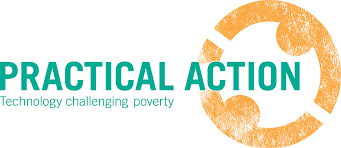 PRACTICAL ACTION
Technology challenging poverty